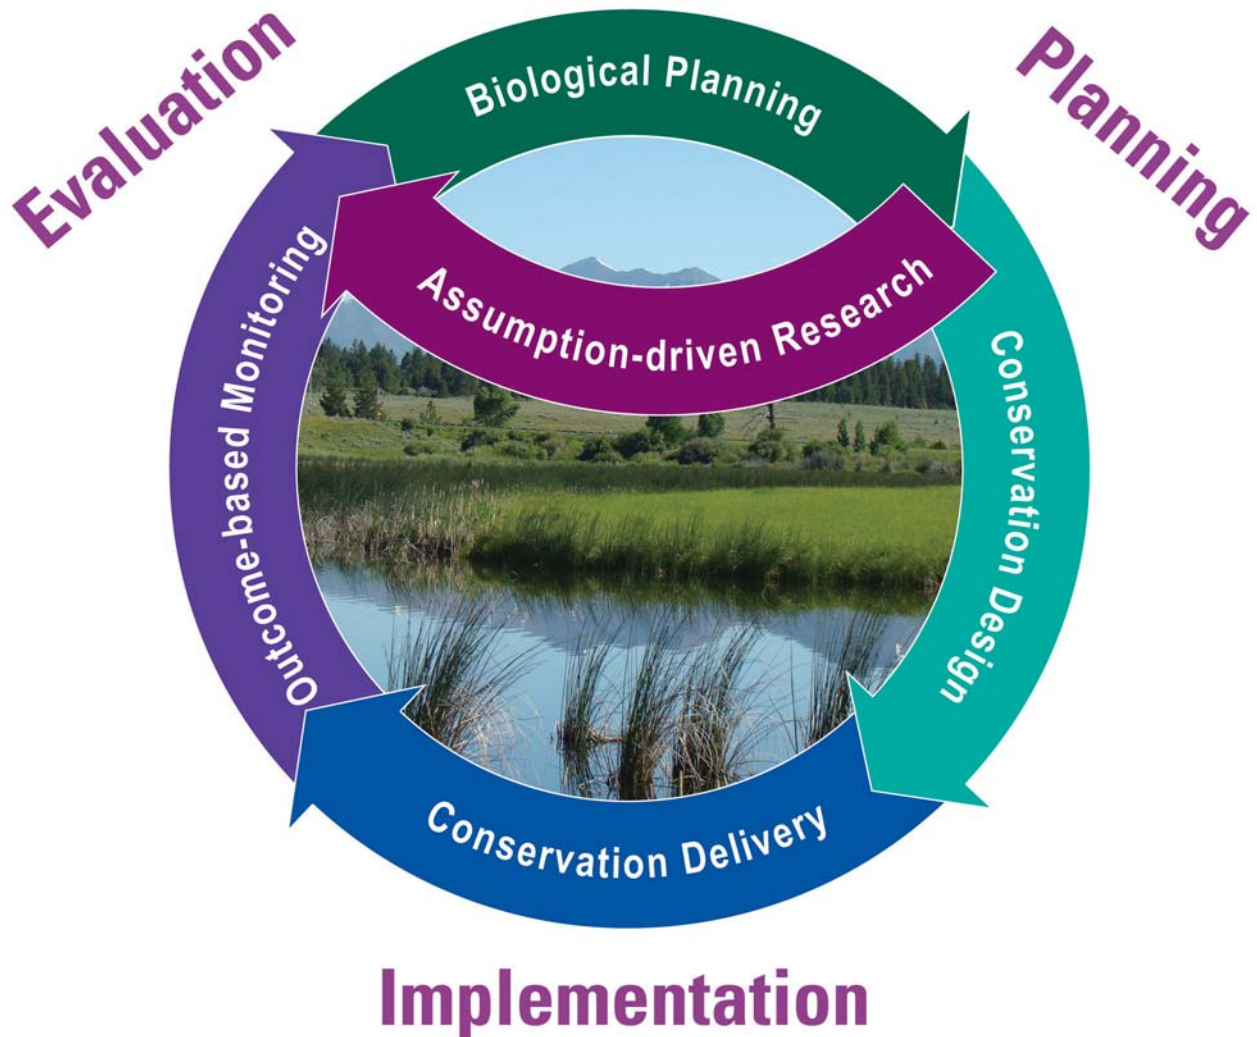 Evaluation
Planning
Biological Planning
Assumption-driven Research
Outcome-based Monitoring
Conservation Design
Conservation Delivery
Implementation